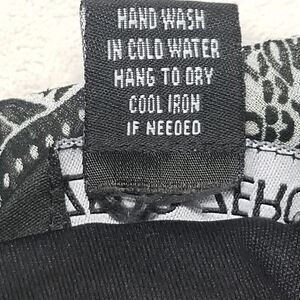 HAND WASH
IN COLD WATER
HANG TO DRY
COOL IRON
IF NEEDED